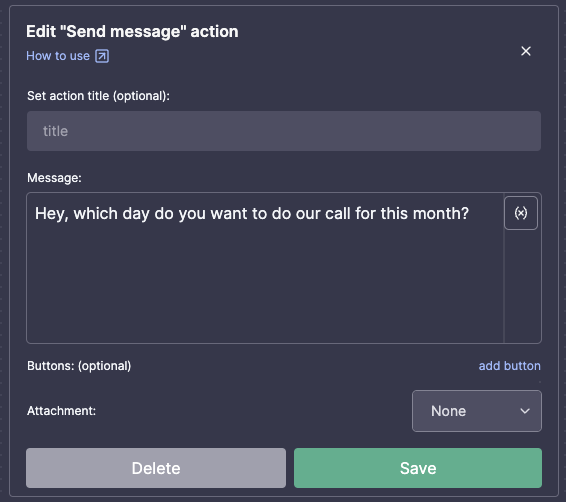 Edit "Send message" action
How to use
Set action title (optional):
title
Message:
Hey, which day do you want to do our call for this month?
(x)
Buttons: (optional)
add button
Attachment:
None
Delete
Save